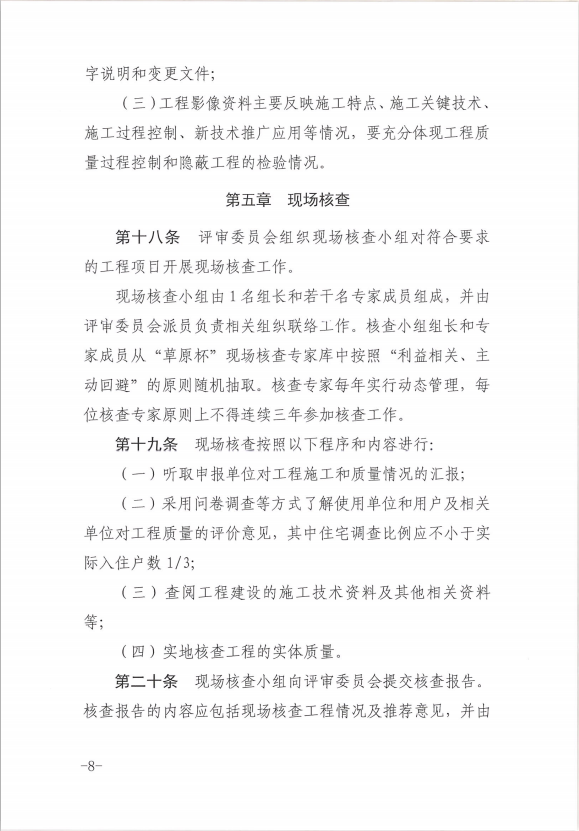 字说明和变更文件；
（三）工程影像资料主要反映施工特点、施工关键技术、
施工过程控制、新技术推广应用等情况，要充分体现工程质
量过程控制和隐蔽工程的检验情况。
第五章 现场核查
第十八条 评审委员会组织现场核查小组对符合要求
的工程项目开展现场核查工作。
现场核查小组由1名组长和若干名专家成员组成，并由
评审委员会派员负责相关组织联络工作。核查小组组长和专
家成员从“草原杯”现场核查专家库中按照“利益相关、主
动回避”的原则随机抽取。核查专家每年实行动态管理，每
位核查专家原则上不得连续三年参加核查工作。
第十九条 现场核查按照以下程序和内容进行：
（一）听取申报单位对工程施工和质量情况的汇报；
（二）采用问卷调查等方式了解使用单位和用户及相关
单位对工程质量的评价意见，其中住宅调查比例应不小于实
际入住户数1/3；
（三）查阅工程建设的施工技术资料及其他相关资料
等；
（四）实地核查工程的实体质量。
第二十条 现场核查小组向评审委员会提交核查报告。
核查报告的内容应包括现场核查工程情况及推荐意见，并由
-8-